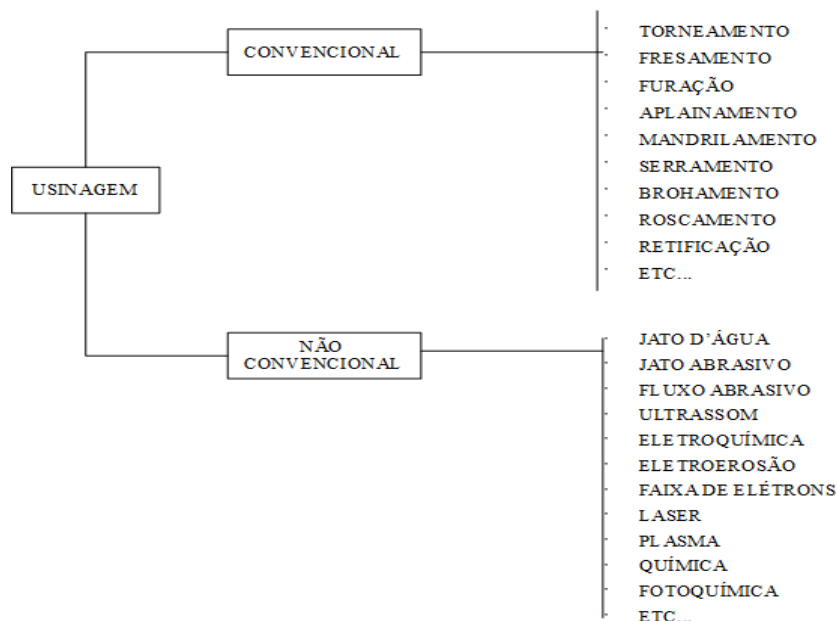 USINAGEM
CONVENCIONAL
TORNEAMENTO
FRESAMENTO
FURAÇÃO
APLAINAMENTO
MANDRILAMENTO
SERRAMENTO
BROHAMENTO
ROSCAMENTO
RETIFICAÇÃO
ETC...
NÃO
CONVENCIONAL
JATO D'ÁGUA
JATO ABRASIVO
FLUXO ABRASIVO
ULTRASSOM
ELETROQUÍMICA
ELETROEROSÃO
FAIXA DE ELÉTRONS
LASER
PLASMA
QUÍMICA
FOTOQUÍMICA
ETC...